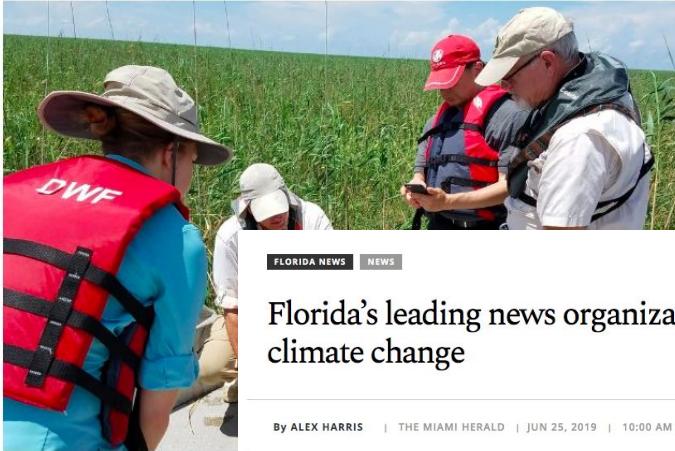 DWF
FLORIDA NEWS NEWS
Florida's leading news organiza
climate change
By ALEX HARRIS | THE MIAMI HERALD | JUN 25, 2019 | 10:00 AM